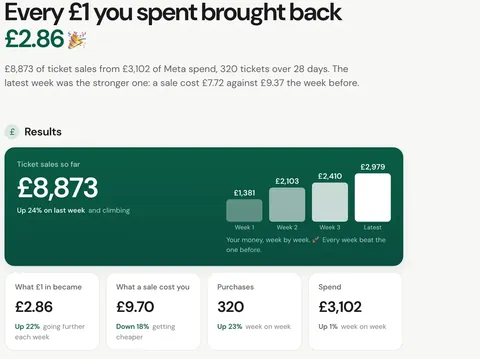 Every £1 you spent brought back
£2.86 🎉
£8,873 of ticket sales from £3,102 of Meta spend, 320 tickets over 28 days. The
latest week was the stronger one: a sale cost £7.72 against £9.37 the week before.
£ Results
Ticket sales so far
£8,873
Up 24% on last week and climbing
£1,381
£2,103
£2,410
£2,979
Week 1
Week 2
Week 3
Latest
Your money, week by week. 🚀 Every week beat the
one before.
What £1 in became
£2.86
Up 22% going further
each week
What a sale cost you
£9.70
Down 18% getting
cheaper
Purchases
320
Up 23% week on week
Spend
£3,102
Up 1% week on week